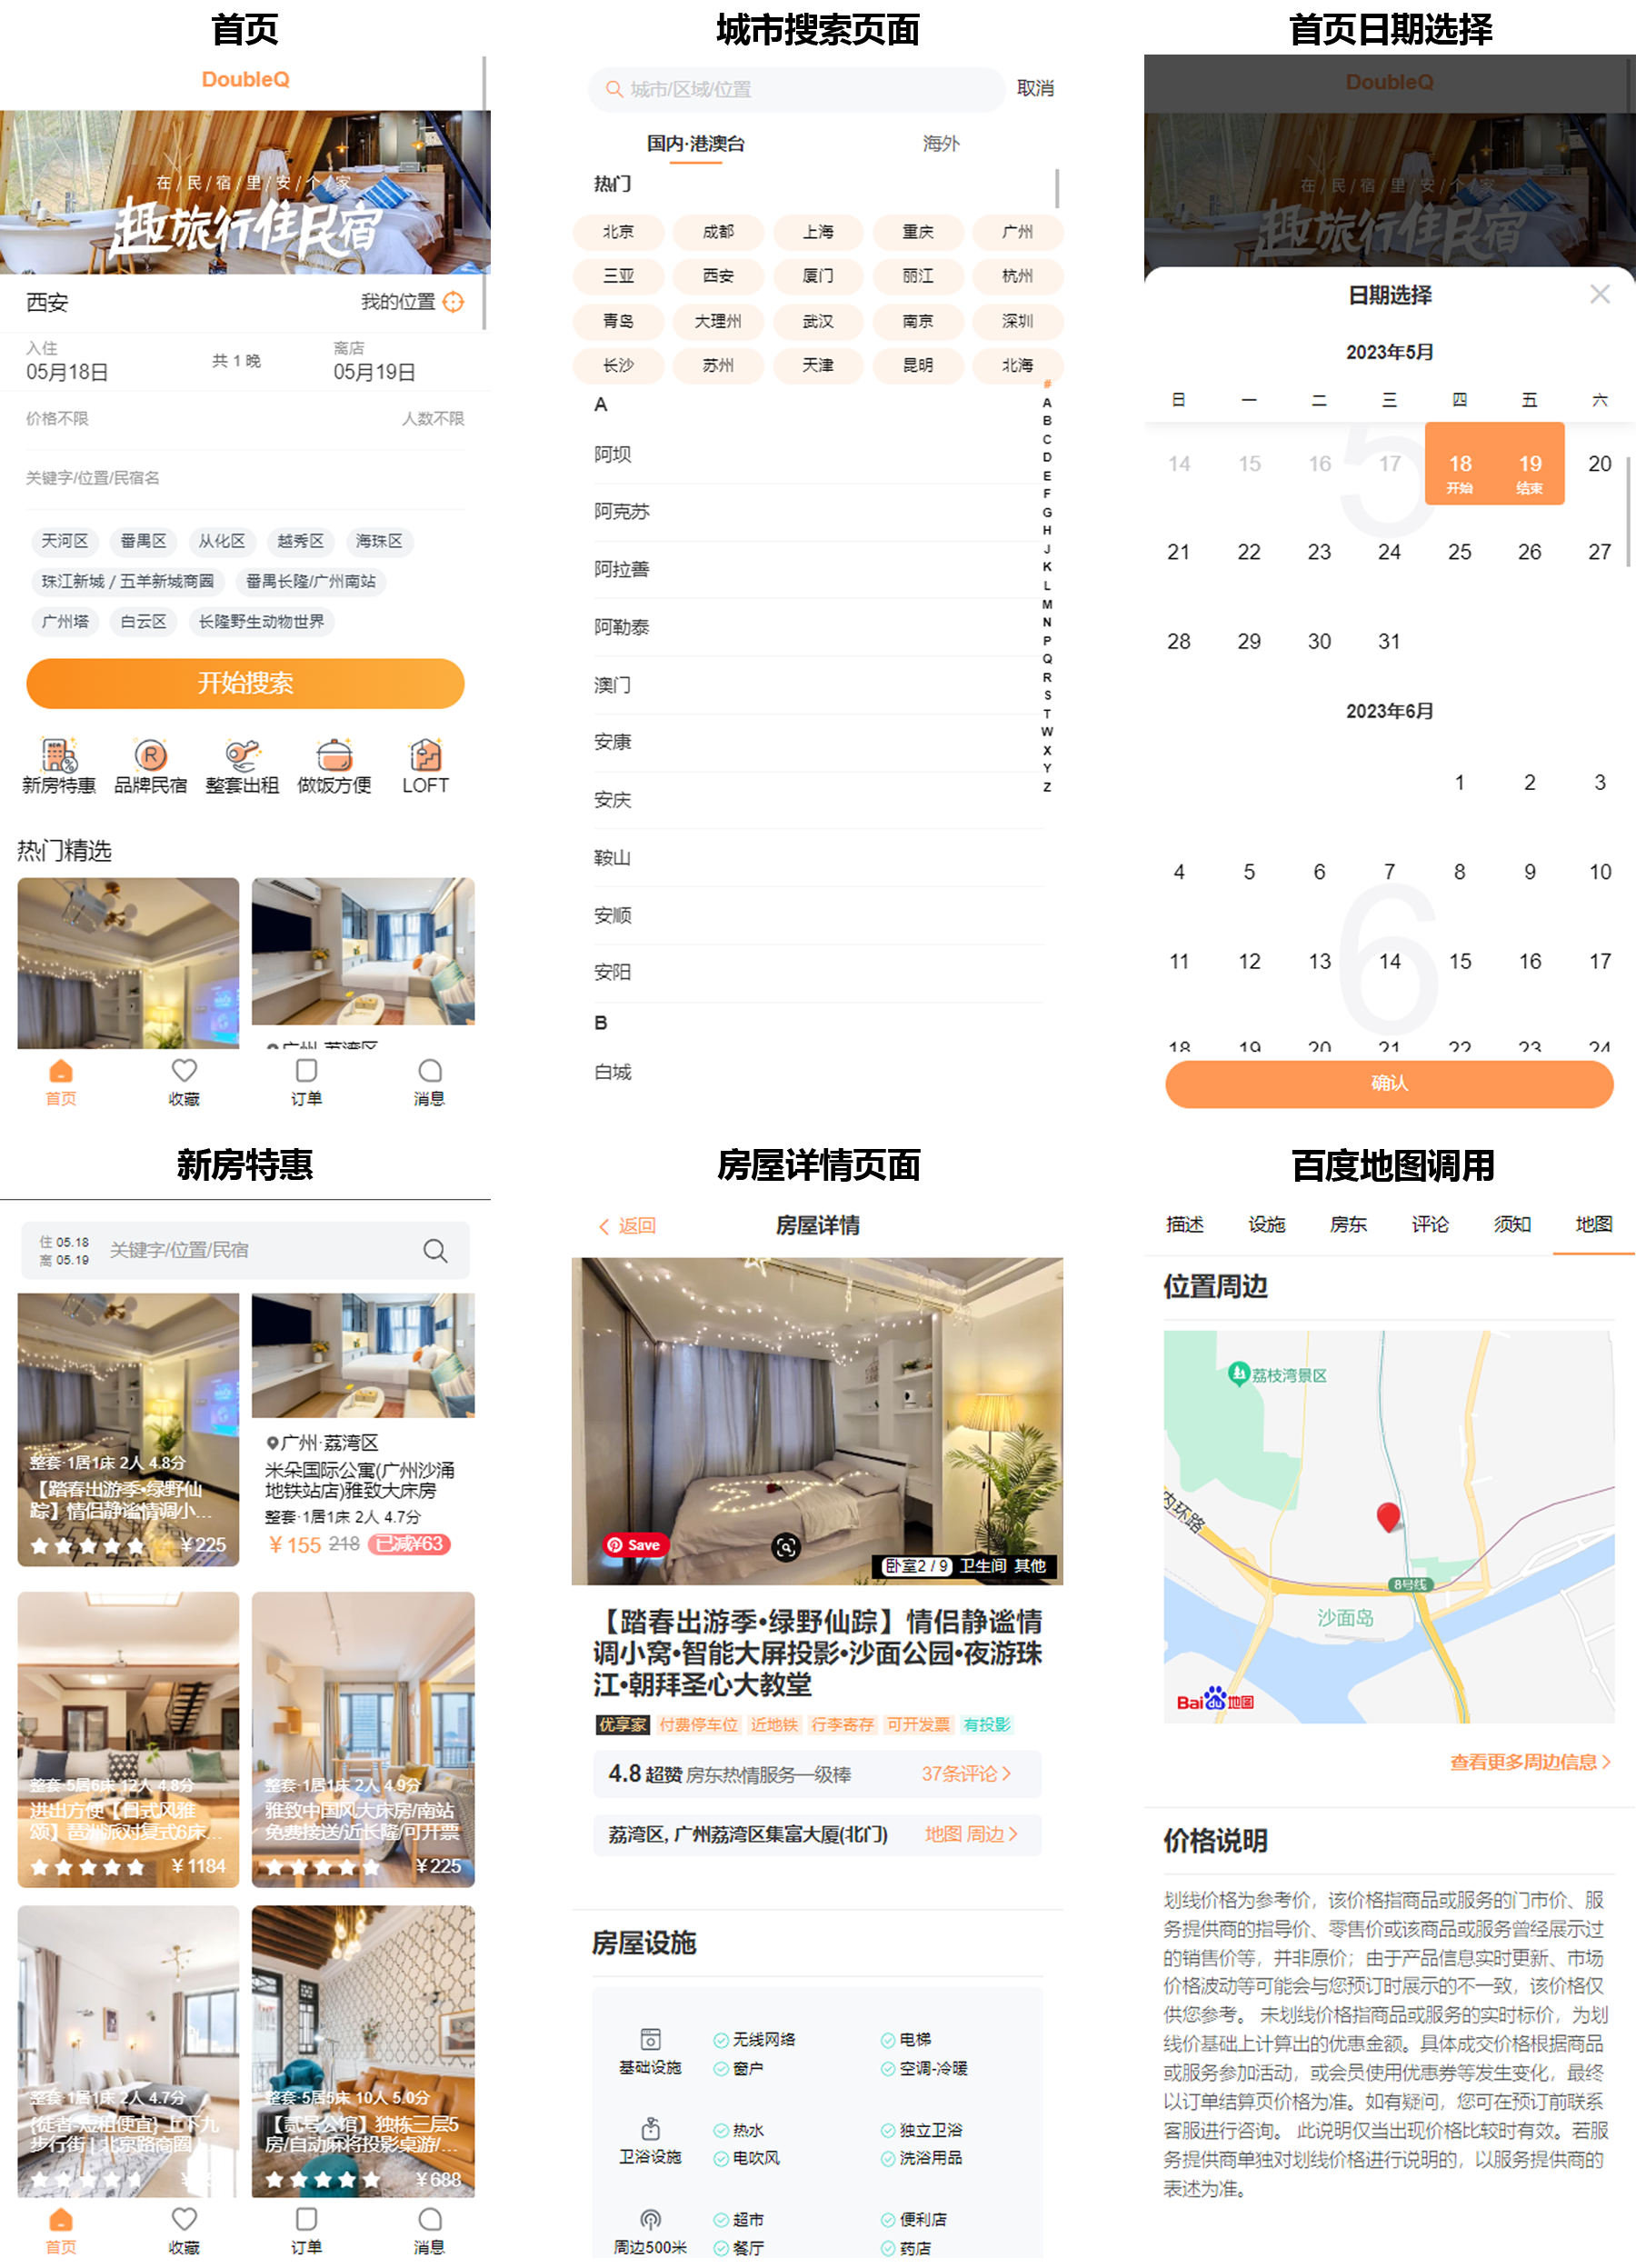 首页
DoubleQ
在/民/宿/里/安/个/家
趣旅行住民宿
西安
我的位置
入住
离店
05月18日
共 1 晚
05月19日
价格不限
人数不限
关键字/位置/民宿名
天河区
番禺区
从化区
越秀区
海珠区
珠江新城 / 五羊新城商圈
番禺长隆/广州南站
广州塔
白云区
长隆野生动物世界
开始搜索
新房特惠
品牌民宿
整套出租
做饭方便
LOFT
热门精选
广州·荔湾区
首页
收藏
订单
消息
城市搜索页面
城市/区域/位置
取消
国内·港澳台
海外
热门
北京
成都
上海
重庆
广州
三亚
西安
厦门
丽江
杭州
青岛
大理州
武汉
南京
深圳
长沙
苏州
天津
昆明
北海
A
阿坝
阿克苏
阿拉善
阿勒泰
澳门
安康
安庆
鞍山
安顺
安阳
B
白城
#
A
B
C
D
E
F
G
H
J
K
L
M
N
P
Q
R
S
T
W
X
Y
Z
首页日期选择
DoubleQ
在/民/宿/里/安/个/家
趣旅行住民宿
日期选择
2023年5月
日 一 二 三 四 五 六
5
14 15 16 17 18 19 20
开始 结束
21 22 23 24 25 26 27
28 29 30 31
2023年6月
1 2 3
4 5 6 7 8 9 10
6
11 12 13 14 15 16 17
18 19 20 21 22 23 24
确认
新房特惠
住 05.18
离 05.19
关键字/位置/民宿
整套·1居1床 2人 4.8分
【踏春出游季•绿野仙
踪】情侣静谧情调小...
¥225
广州·荔湾区
米朵国际公寓(广州沙涌
地铁站店)雅致大床房
整套·1居1床 2人 4.7分
¥155 218 已减¥63
整套·5居6床 12人 4.8分
进出方便【日式风雅
颂】琶洲派对复式6床...
¥1184
整套·1居1床 2人 4.9分
雅致中国风大床房/南站
免费接送/近长隆/可开票
¥225
整套·1居1床 2人 4.7分
{徒者·短租便宜} 上下九
步行街 | 北京路商圈
整套·5居5床 10人 5.0分
【贰号公馆】独栋三层5
房/自动麻将投影桌游/...
¥688
首页
收藏
订单
消息
房屋详情页面
返回
房屋详情
Save
卧室2 / 9 卫生间 其他
【踏春出游季•绿野仙踪】情侣静谧情
调小窝•智能大屏投影•沙面公园•夜游珠
江•朝拜圣心大教堂
优享家
付费停车位
近地铁
行李寄存
可开发票
有投影
4.8 超赞 房东热情服务一级棒
37条评论
荔湾区, 广州荔湾区集富大厦(北门)
地图 周边
房屋设施
基础设施
无线网络
电梯
窗户
空调-冷暖
卫浴设施
热水
独立卫浴
电吹风
洗浴用品
周边500米
超市
便利店
餐厅
药店
百度地图调用
描述
设施
房东
评论
须知
地图
位置周边
荔枝湾景区
内环路
8号线
沙面岛
Bai du 地图
查看更多周边信息
价格说明
划线价格为参考价，该价格指商品或服务的门市价、服
务提供商的指导价、零售价或该商品或服务曾经展示过
的销售价等，并非原价；由于产品信息实时更新、市场
价格波动等可能会与您预订时展示的不一致，该价格仅
供您参考。 未划线价格指商品或服务的实时标价，为划
线价基础上计算出的优惠金额。具体成交价格根据商品
或服务参加活动，或会员使用优惠券等发生变化，最终
以订单结算页价格为准。如有疑问，您可在预订前联系
客服进行咨询。 此说明仅当出现价格比较时有效。若服
务提供商单独对划线价格进行说明的，以服务提供商的
表述为准。